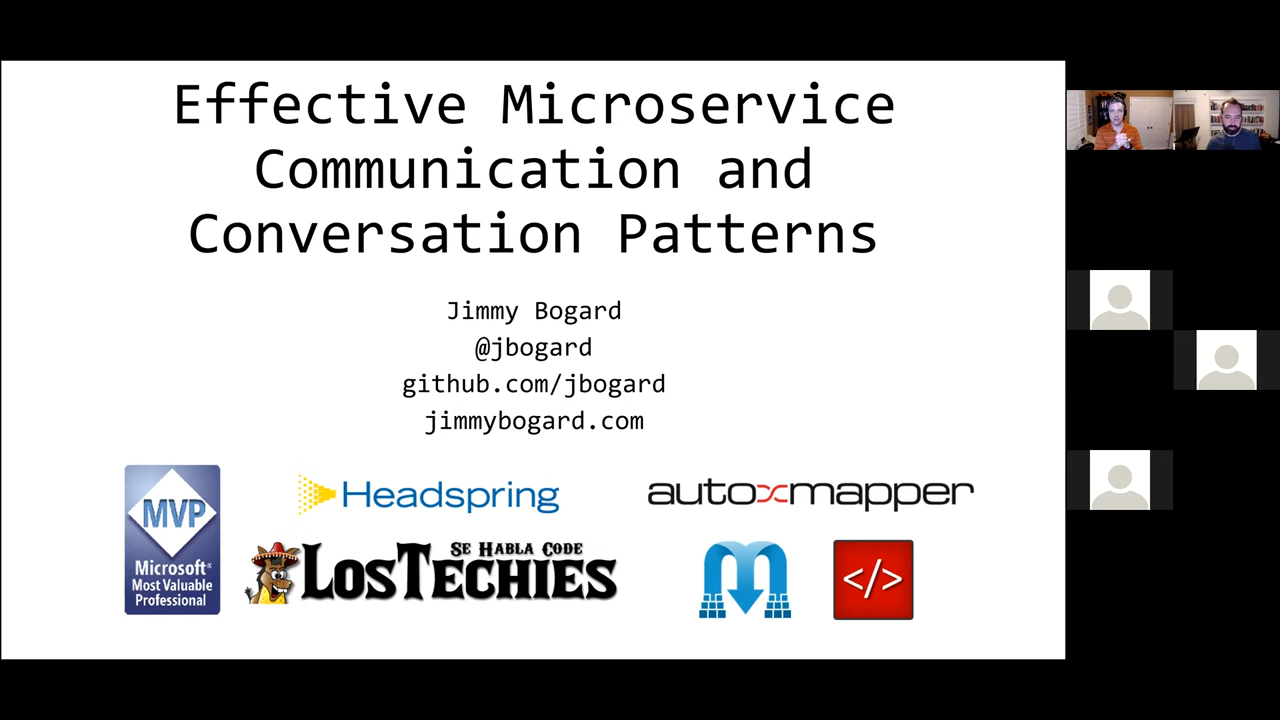 Effective Microservice
Communication and
Conversation Patterns
Jimmy Bogard
@jbogard
github.com/jbogard
jimmybogard.com
MVP
Microsoft®
Most Valuable
Professional
Headspring
automapper
SE HABLA CODE
LOSTECHIES
</>